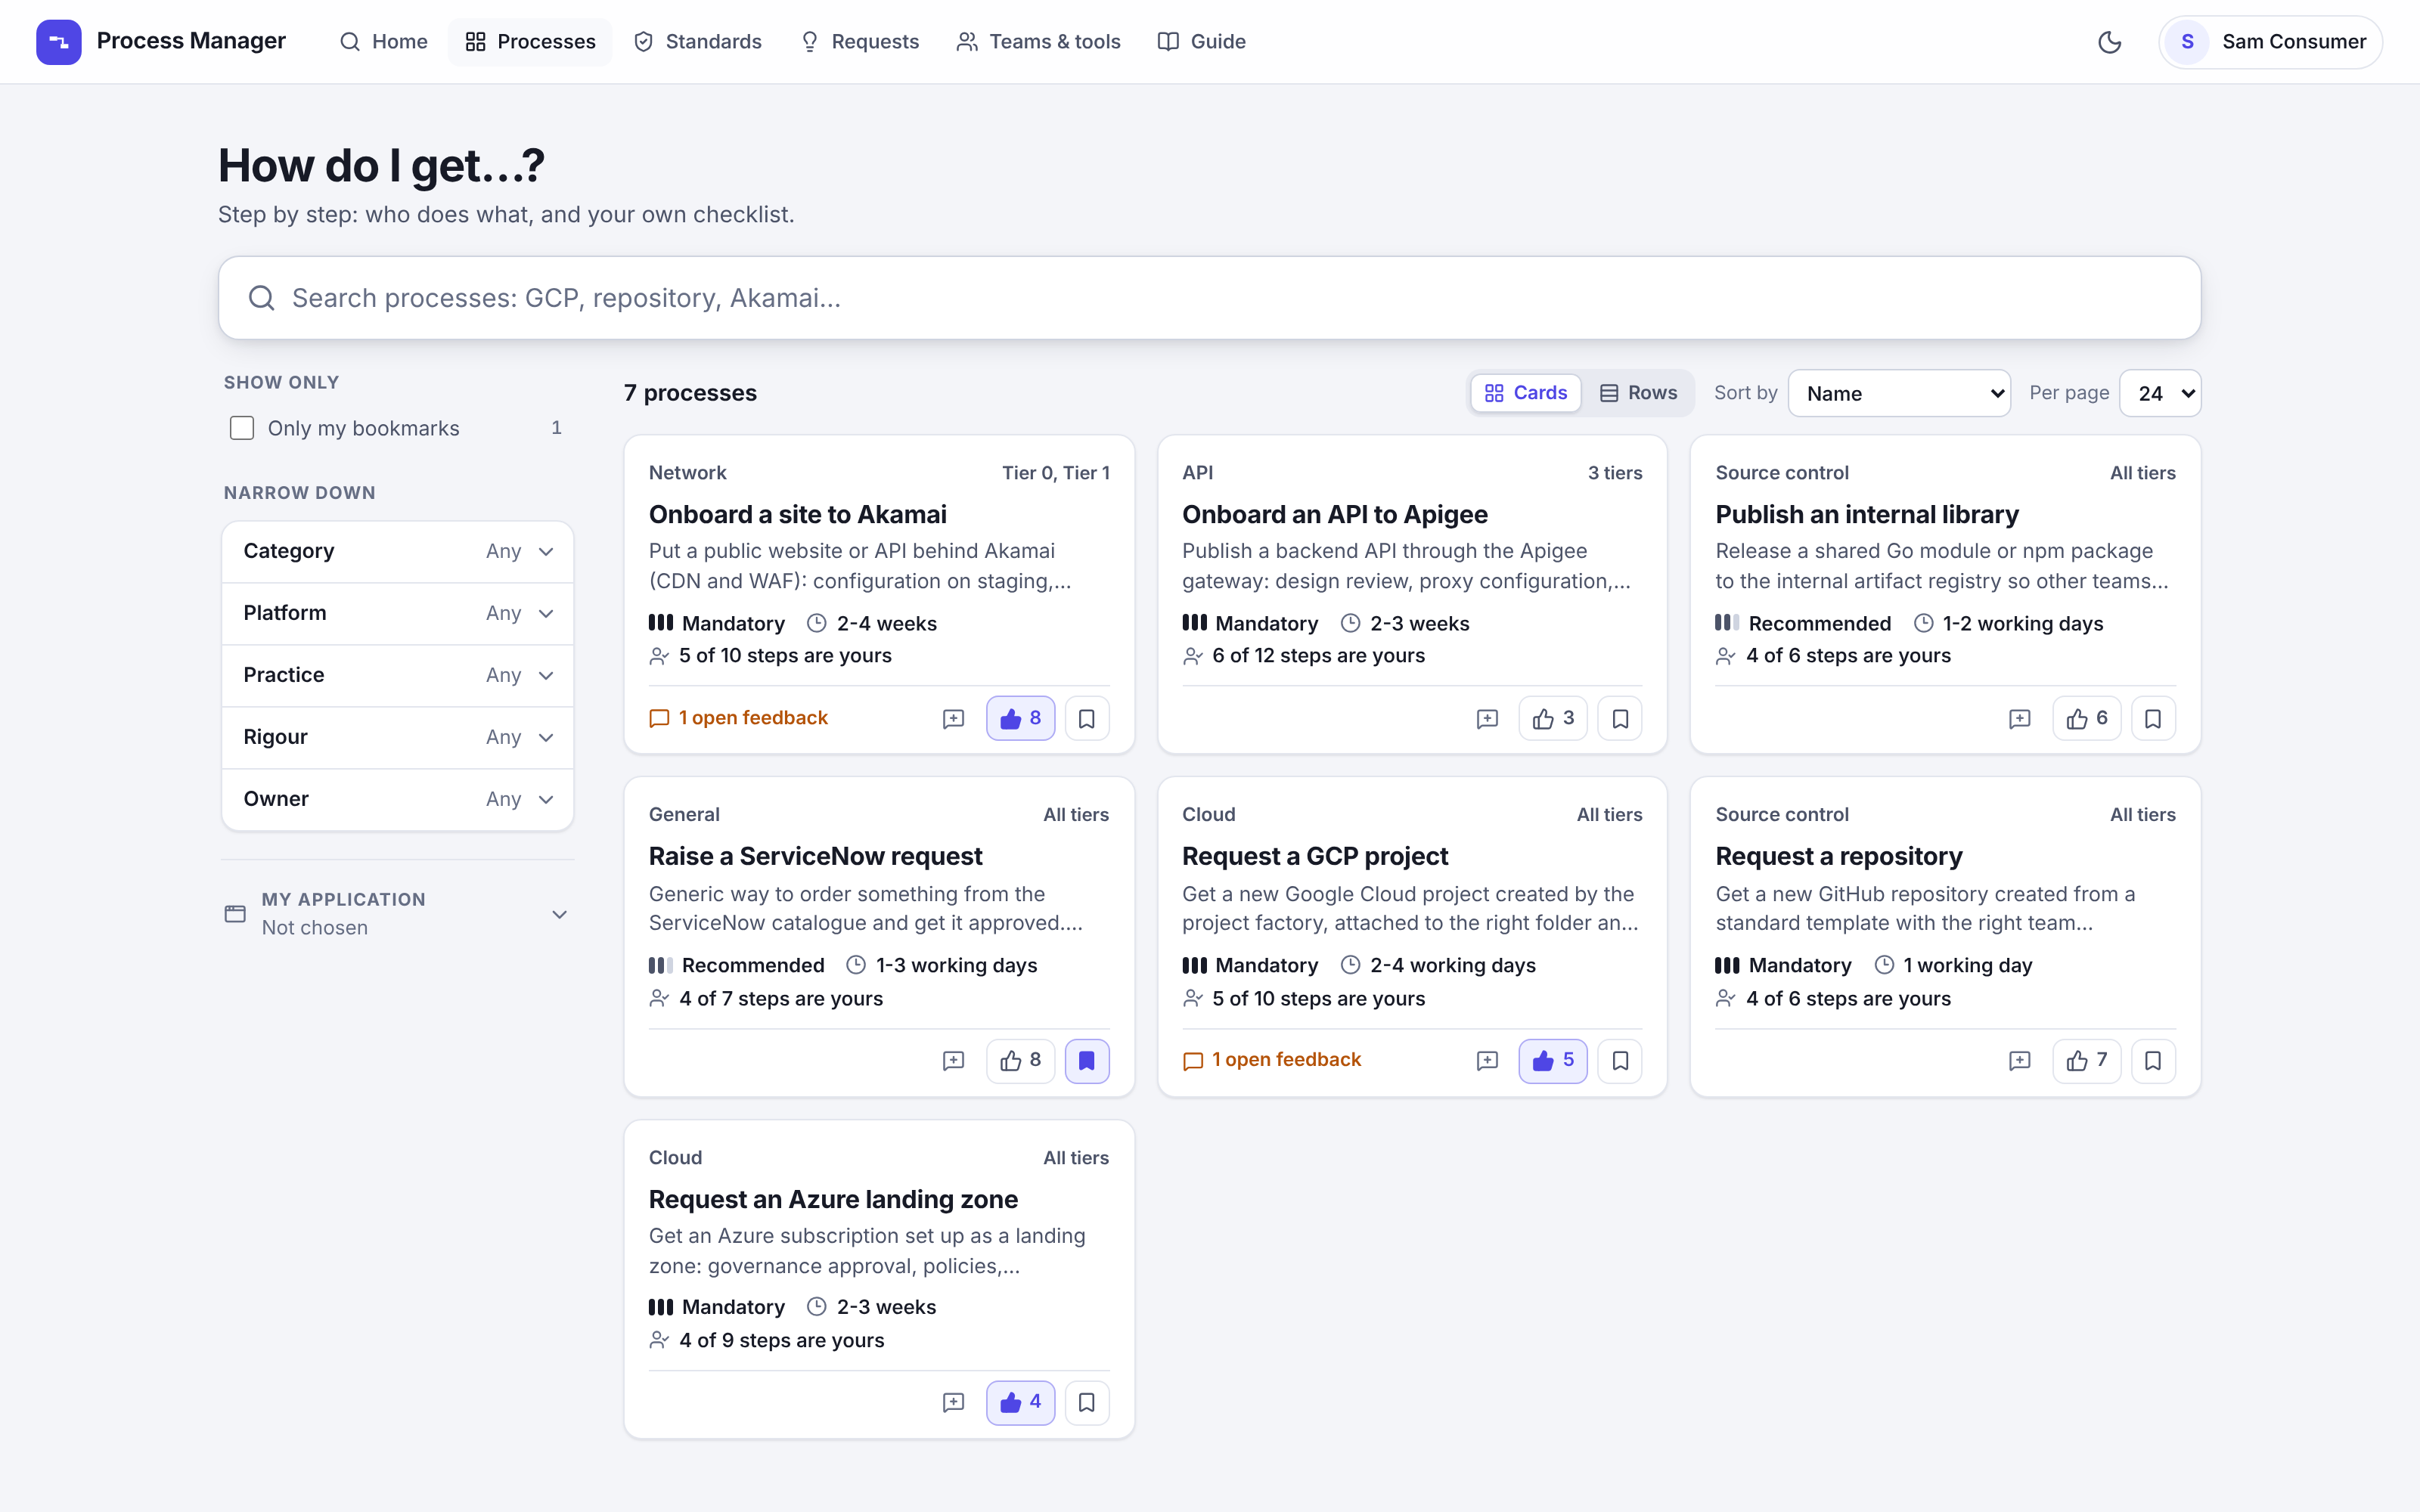 Process Manager
Home
Processes
Standards
Requests
Teams & tools
Guide
S
Sam Consumer
How do I get...?
Step by step: who does what, and your own checklist.
Search processes: GCP, repository, Akamai...
SHOW ONLY
Only my bookmarks
1
NARROW DOWN
Category
Any
Platform
Any
Practice
Any
Rigour
Any
Owner
Any
MY APPLICATION
Not chosen
7 processes
Cards
Rows
Sort by
Name
Per page
24
Network
Tier 0, Tier 1
Onboard a site to Akamai
Put a public website or API behind Akamai
(CDN and WAF): configuration on staging,...
Mandatory
2-4 weeks
5 of 10 steps are yours
1 open feedback
8
API
3 tiers
Onboard an API to Apigee
Publish a backend API through the Apigee
gateway: design review, proxy configuration,...
Mandatory
2-3 weeks
6 of 12 steps are yours
3
Source control
All tiers
Publish an internal library
Release a shared Go module or npm package
to the internal artifact registry so other teams...
Recommended
1-2 working days
4 of 6 steps are yours
6
General
All tiers
Raise a ServiceNow request
Generic way to order something from the
ServiceNow catalogue and get it approved....
Recommended
1-3 working days
4 of 7 steps are yours
8
Cloud
All tiers
Request a GCP project
Get a new Google Cloud project created by the
project factory, attached to the right folder an...
Mandatory
2-4 working days
5 of 10 steps are yours
1 open feedback
5
Source control
All tiers
Request a repository
Get a new GitHub repository created from a
standard template with the right team...
Mandatory
1 working day
4 of 6 steps are yours
7
Cloud
All tiers
Request an Azure landing zone
Get an Azure subscription set up as a landing
zone: governance approval, policies,...
Mandatory
2-3 weeks
4 of 9 steps are yours
4